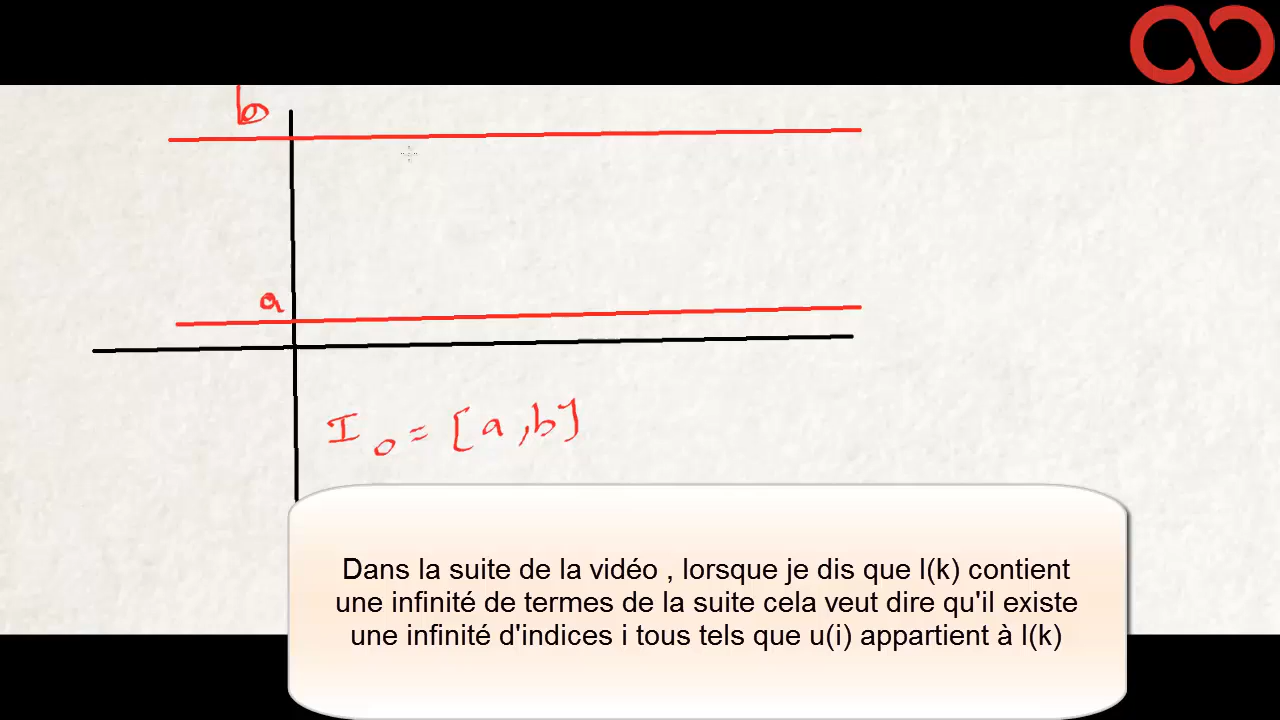 b
a
I₀ = [a,b]
Dans la suite de la vidéo , lorsque je dis que I(k) contient
une infinité de termes de la suite cela veut dire qu'il existe
une infinité d'indices i tous tels que u(i) appartient à I(k)